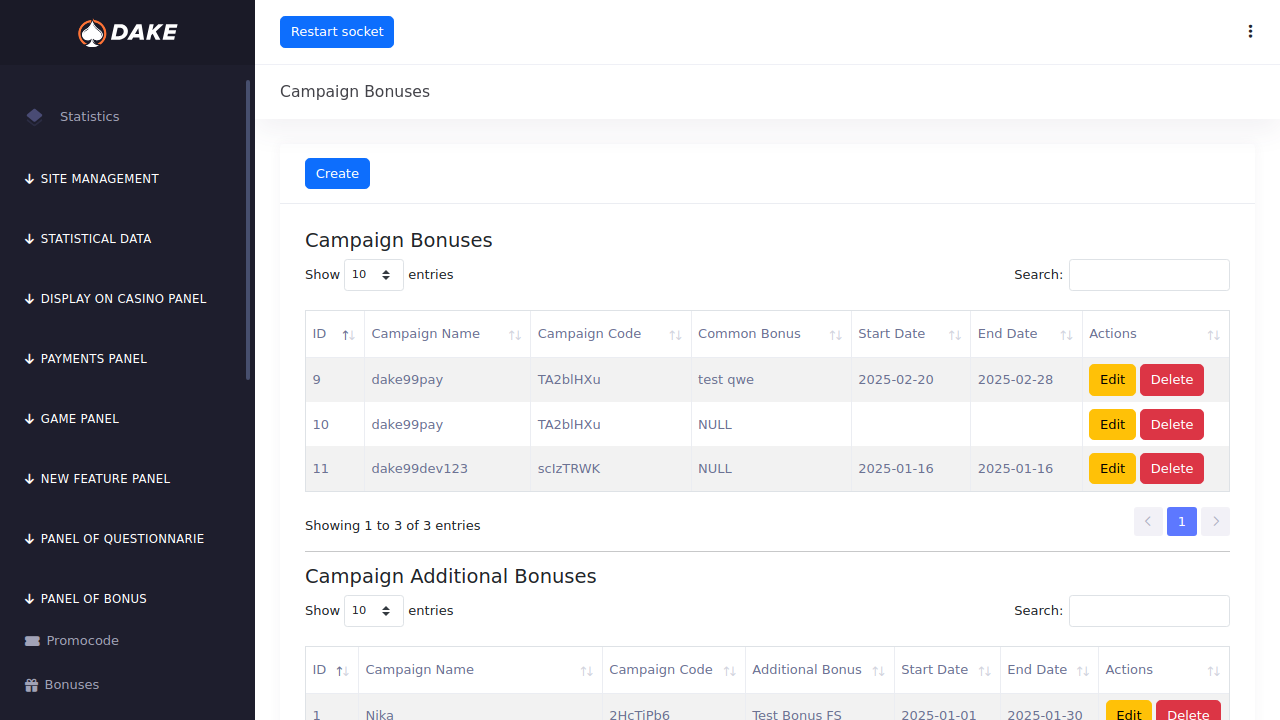 DAKE
Restart socket
Campaign Bonuses
Statistics
SITE MANAGEMENT
STATISTICAL DATA
DISPLAY ON CASINO PANEL
PAYMENTS PANEL
GAME PANEL
NEW FEATURE PANEL
PANEL OF QUESTIONNARIE
PANEL OF BONUS
Promocode
Bonuses
Create
Campaign Bonuses
Show 10 entries Search:
ID Campaign Name Campaign Code Common Bonus Start Date End Date Actions
9 dake99pay TA2blHXu test qwe 2025-02-20 2025-02-28 Edit Delete
10 dake99pay TA2blHXu NULL Edit Delete
11 dake99dev123 scIzTRWK NULL 2025-01-16 2025-01-16 Edit Delete
Showing 1 to 3 of 3 entries 1
Campaign Additional Bonuses
Show 10 entries Search:
ID Campaign Name Campaign Code Additional Bonus Start Date End Date Actions
1 Nika 2HcTiPb6 Test Bonus FS 2025-01-01 2025-01-30 Edit Delete